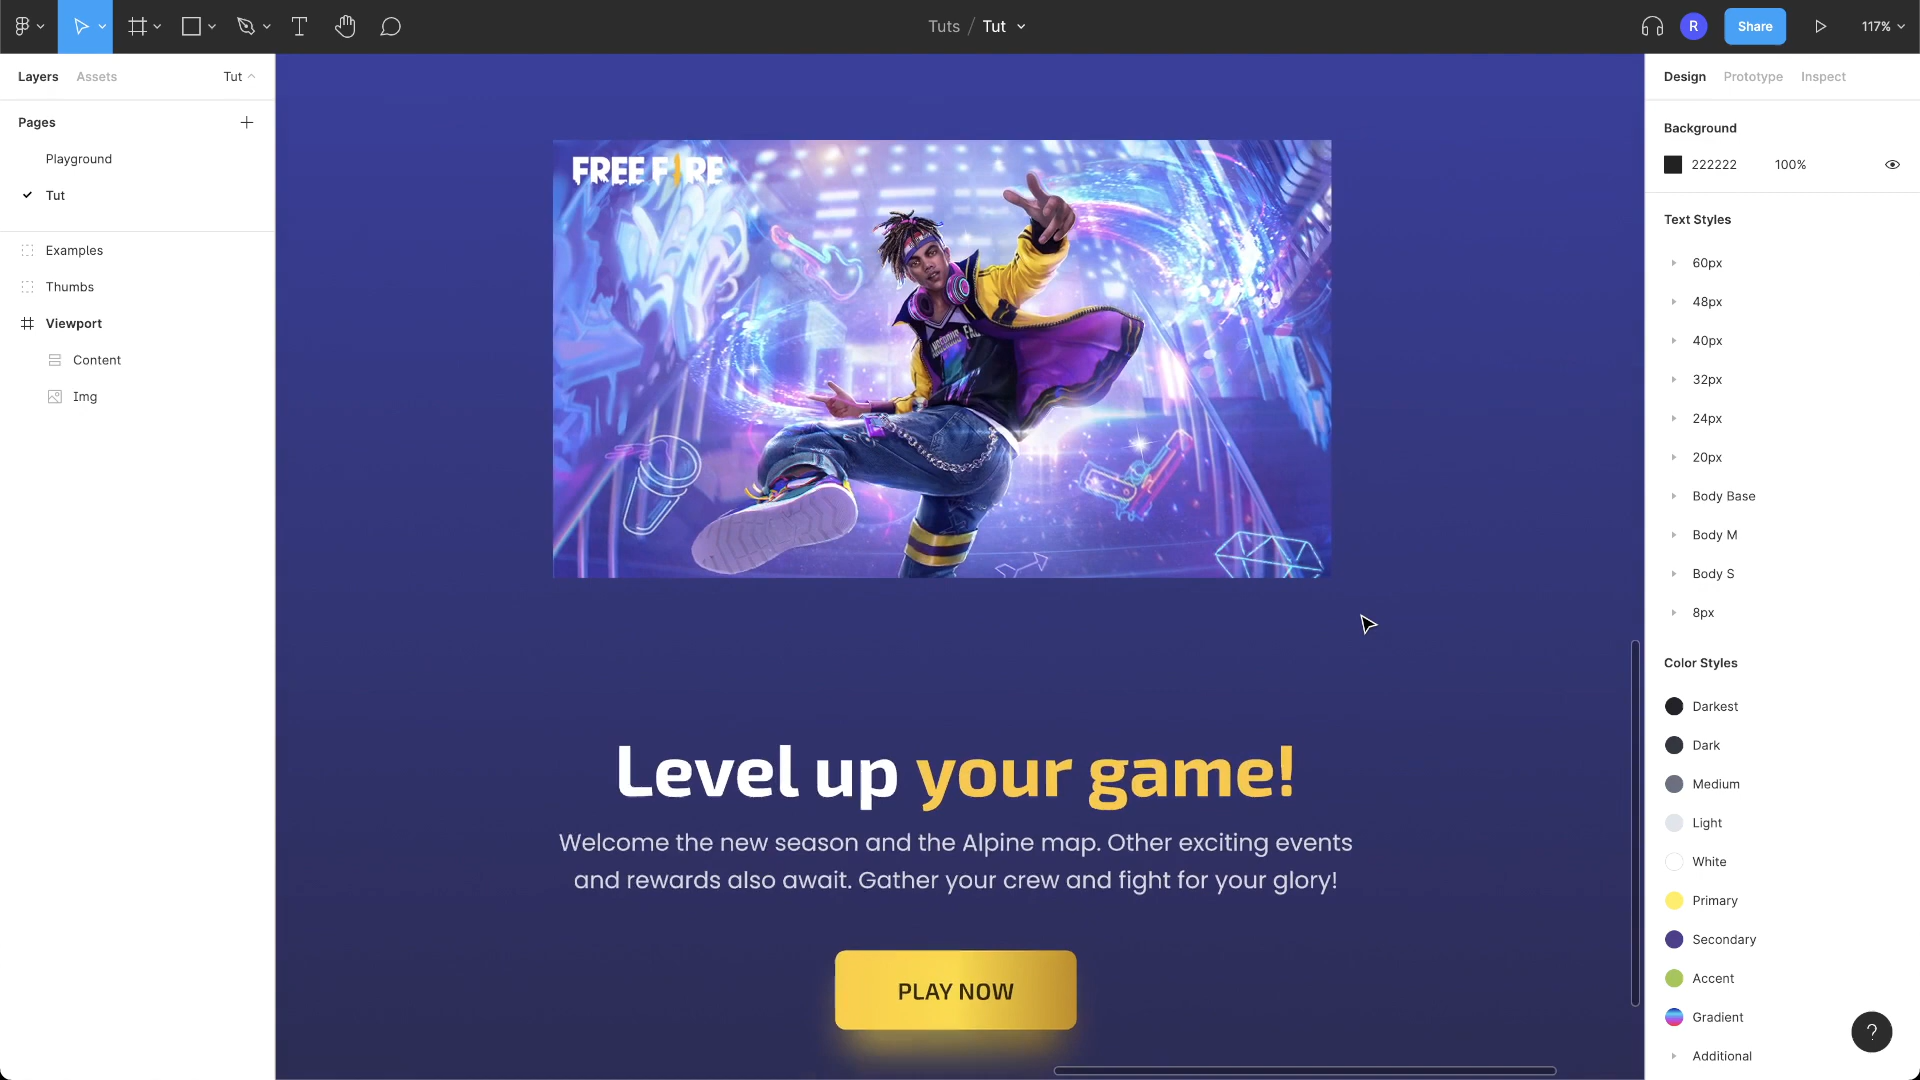 Tuts / Tut
R
Share
117%
Layers Assets Tut
Pages
Playground
Tut
Examples
Thumbs
Viewport
Content
Img
FREE FIRE
Level up your game!
Welcome the new season and the Alpine map. Other exciting events
and rewards also await. Gather your crew and fight for your glory!
PLAY NOW
Design Prototype Inspect
Background
222222 100%
Text Styles
60px
48px
40px
32px
24px
20px
Body Base
Body M
Body S
8px
Color Styles
Darkest
Dark
Medium
Light
White
Primary
Secondary
Accent
Gradient
Additional
?